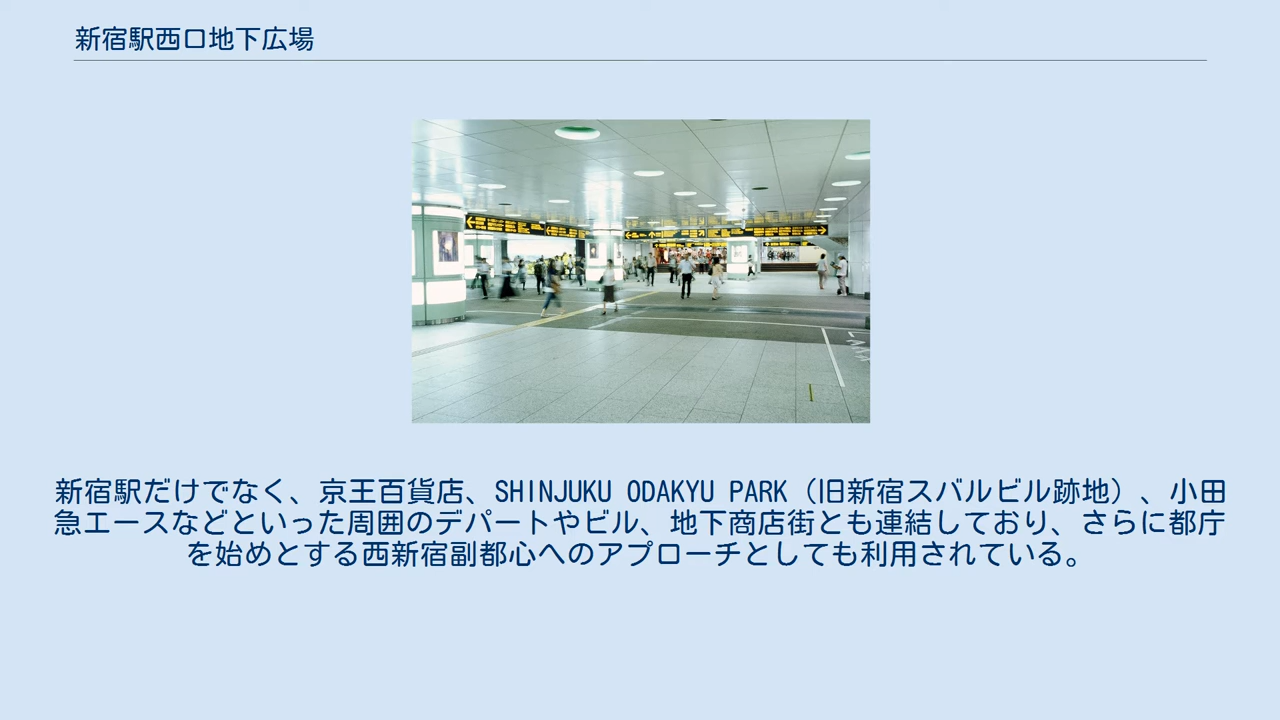 新宿駅西口地下広場
新宿駅だけでなく、京王百貨店、SHINJUKU ODAKYU PARK（旧新宿スバルビル跡地）、小田
急エースなどといった周囲のデパートやビル、地下商店街とも連結しており、さらに都庁
を始めとする西新宿副都心へのアプローチとしても利用されている。